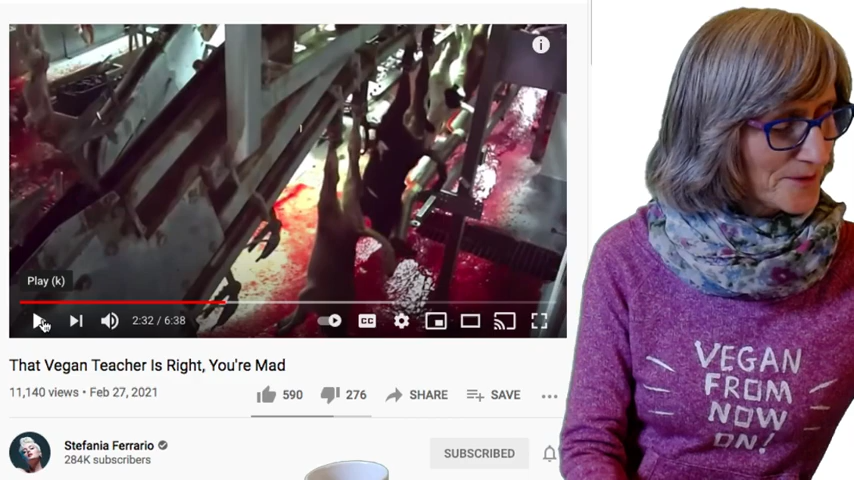 Play (k)
2:32 / 6:38
CC
That Vegan Teacher Is Right, You're Mad
11,140 views • Feb 27, 2021
590
276
SHARE
SAVE
Stefania Ferrario
284K subscribers
SUBSCRIBED
VEGAN
FROM
NOW
ON!